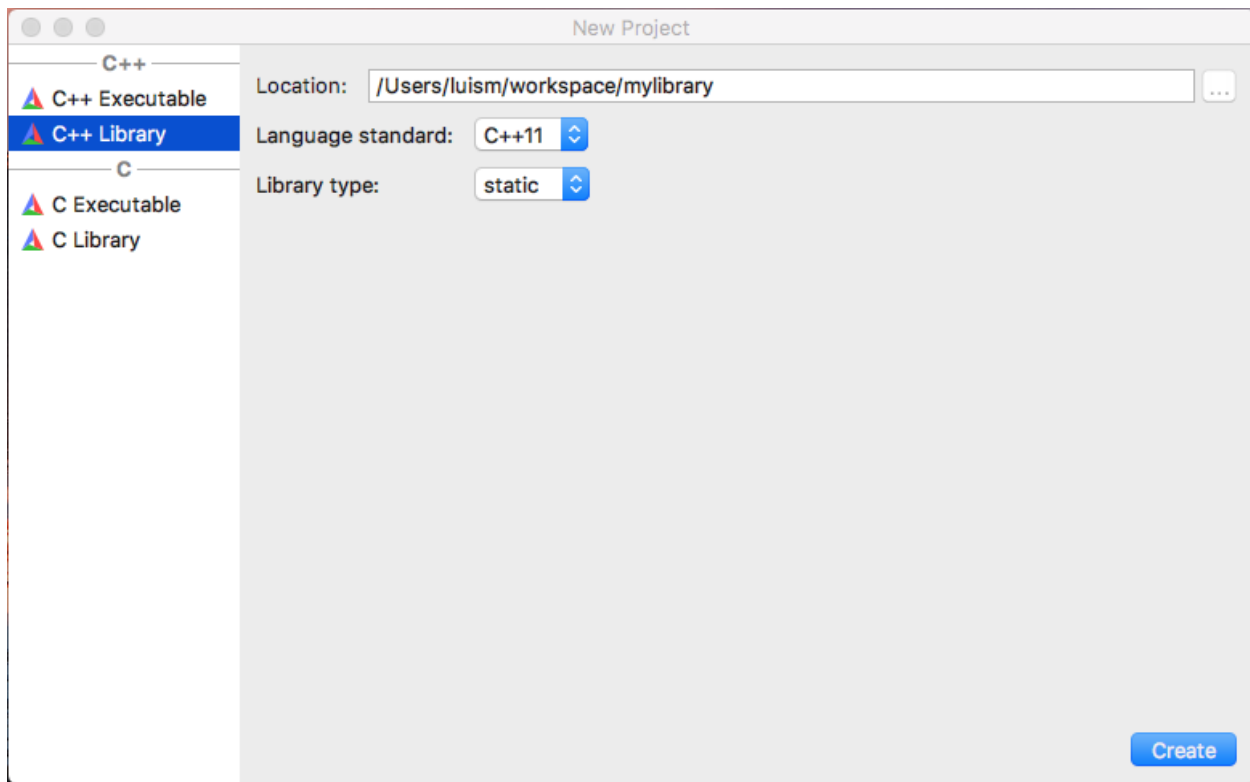 New Project
C++
C++ Executable
C++ Library
C
C Executable
C Library
Location: /Users/luism/workspace/mylibrary ...
Language standard: C++11
Library type: static
Create